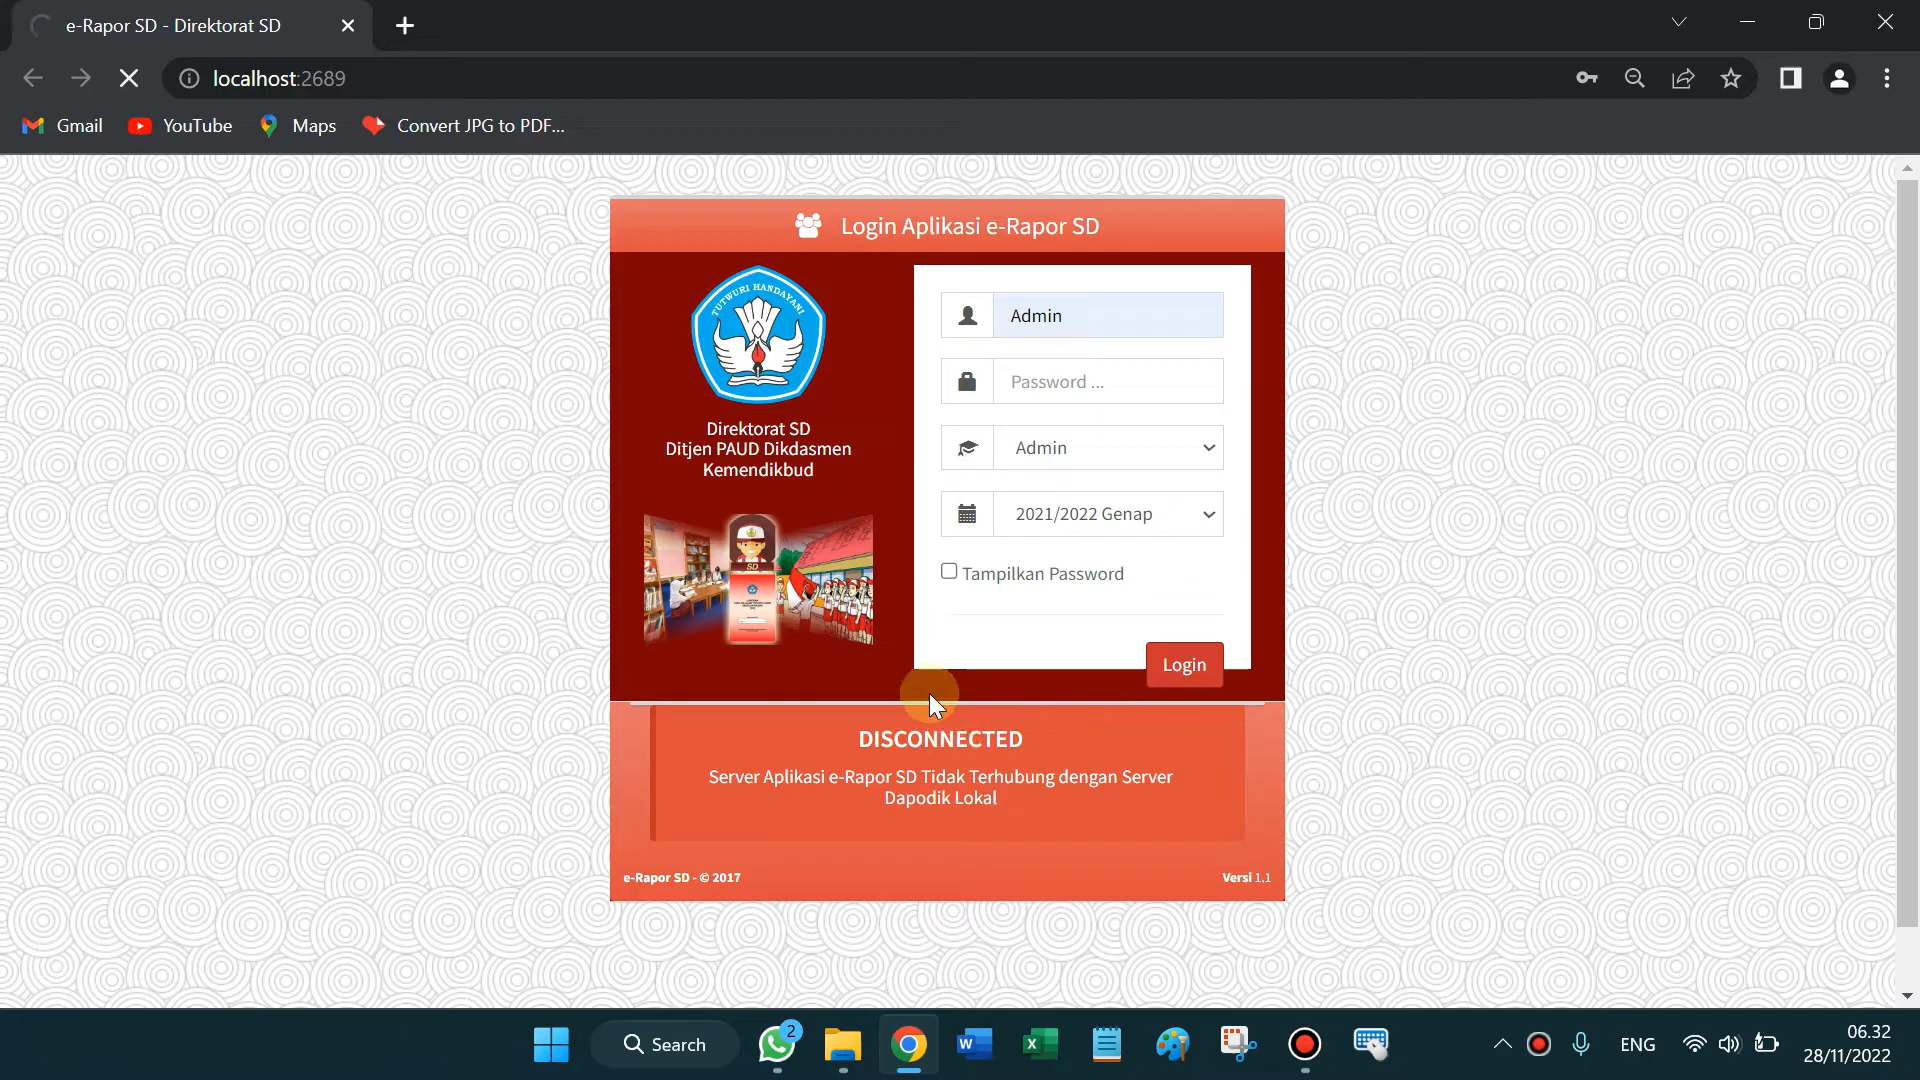 e-Rapor SD - Direktorat SD
localhost:2689
Gmail
YouTube
Maps
Convert JPG to PDF...
Login Aplikasi e-Rapor SD
TUTWURI HANDAYANI
Direktorat SD
Ditjen PAUD Dikdasmen
Kemendikbud
SD
Admin
Password ...
Admin
2021/2022 Genap
Tampilkan Password
Login
DISCONNECTED
Server Aplikasi e-Rapor SD Tidak Terhubung dengan Server
Dapodik Lokal
e-Rapor SD - © 2017
Versi 1.1
Search
2
ENG
06.32
28/11/2022